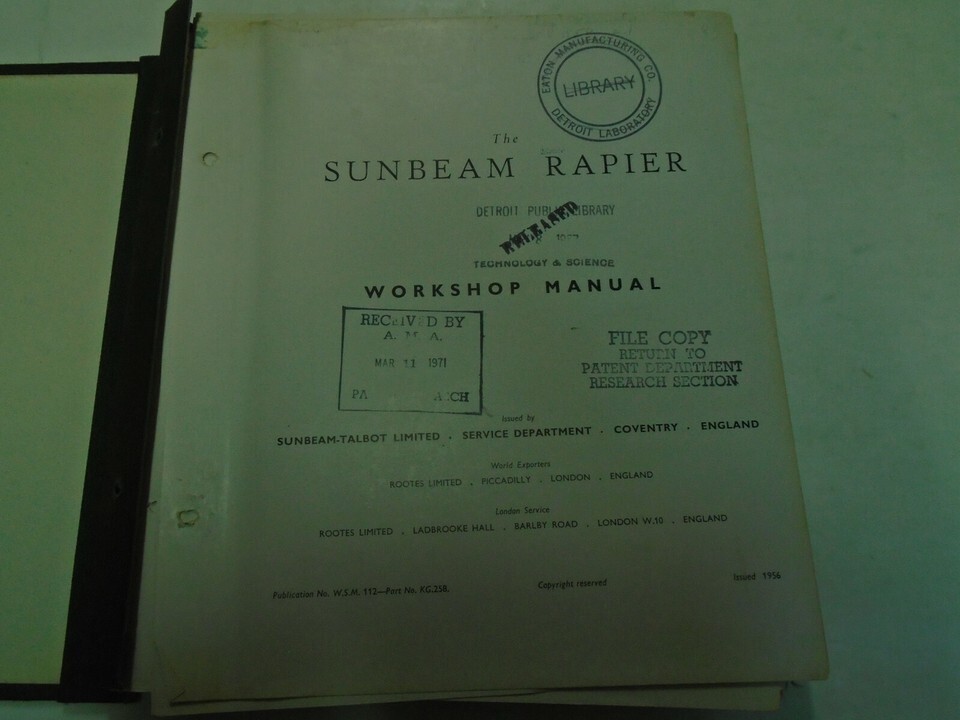 EATON MANUFACTURING CO.
LIBRARY
DETROIT LABORATORY
The
SUNBEAM RAPIER
DETROIT PUBLIC LIBRARY
RELEASED
TECHNOLOGY & SCIENCE
WORKSHOP MANUAL
RECEIVED BY
A. M. A.
MAR 11 1971
FILE COPY
RETURN TO
PATENT DEPARTMENT
RESEARCH SECTION
Issued by
SUNBEAM-TALBOT LIMITED . SERVICE DEPARTMENT . COVENTRY . ENGLAND
World Exporters
ROOTES LIMITED . PICCADILLY . LONDON . ENGLAND
London Service
ROOTES LIMITED . LADBROOKE HALL . BARLBY ROAD . LONDON W.10 . ENGLAND
Publication No. W.S.M. 112—Part No. KG.258.
Copyright reserved
Issued 1956